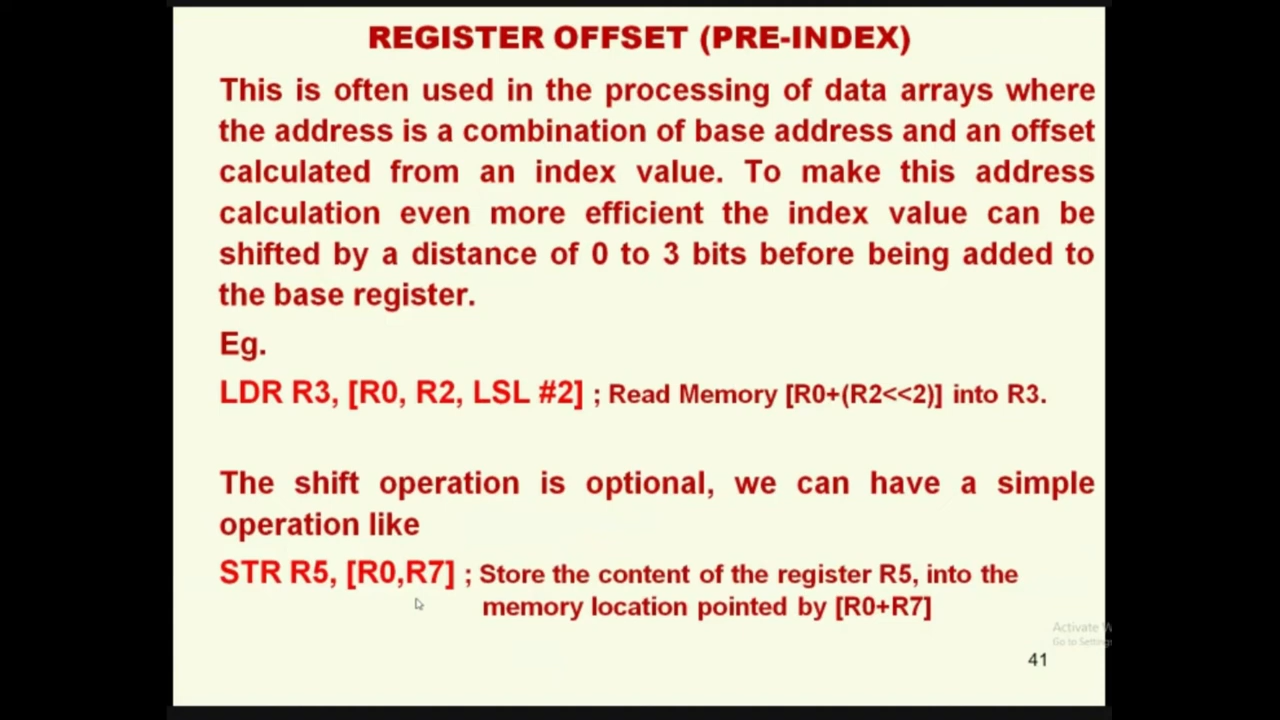 REGISTER OFFSET (PRE-INDEX)
This is often used in the processing of data arrays where
the address is a combination of base address and an offset
calculated from an index value. To make this address
calculation even more efficient the index value can be
shifted by a distance of 0 to 3 bits before being added to
the base register.
Eg.
LDR R3, [R0, R2, LSL #2] ; Read Memory [R0+(R2<<2)] into R3.
The shift operation is optional, we can have a simple
operation like
STR R5, [R0,R7] ; Store the content of the register R5, into the
memory location pointed by [R0+R7]
Activate W
Go to Settings
41